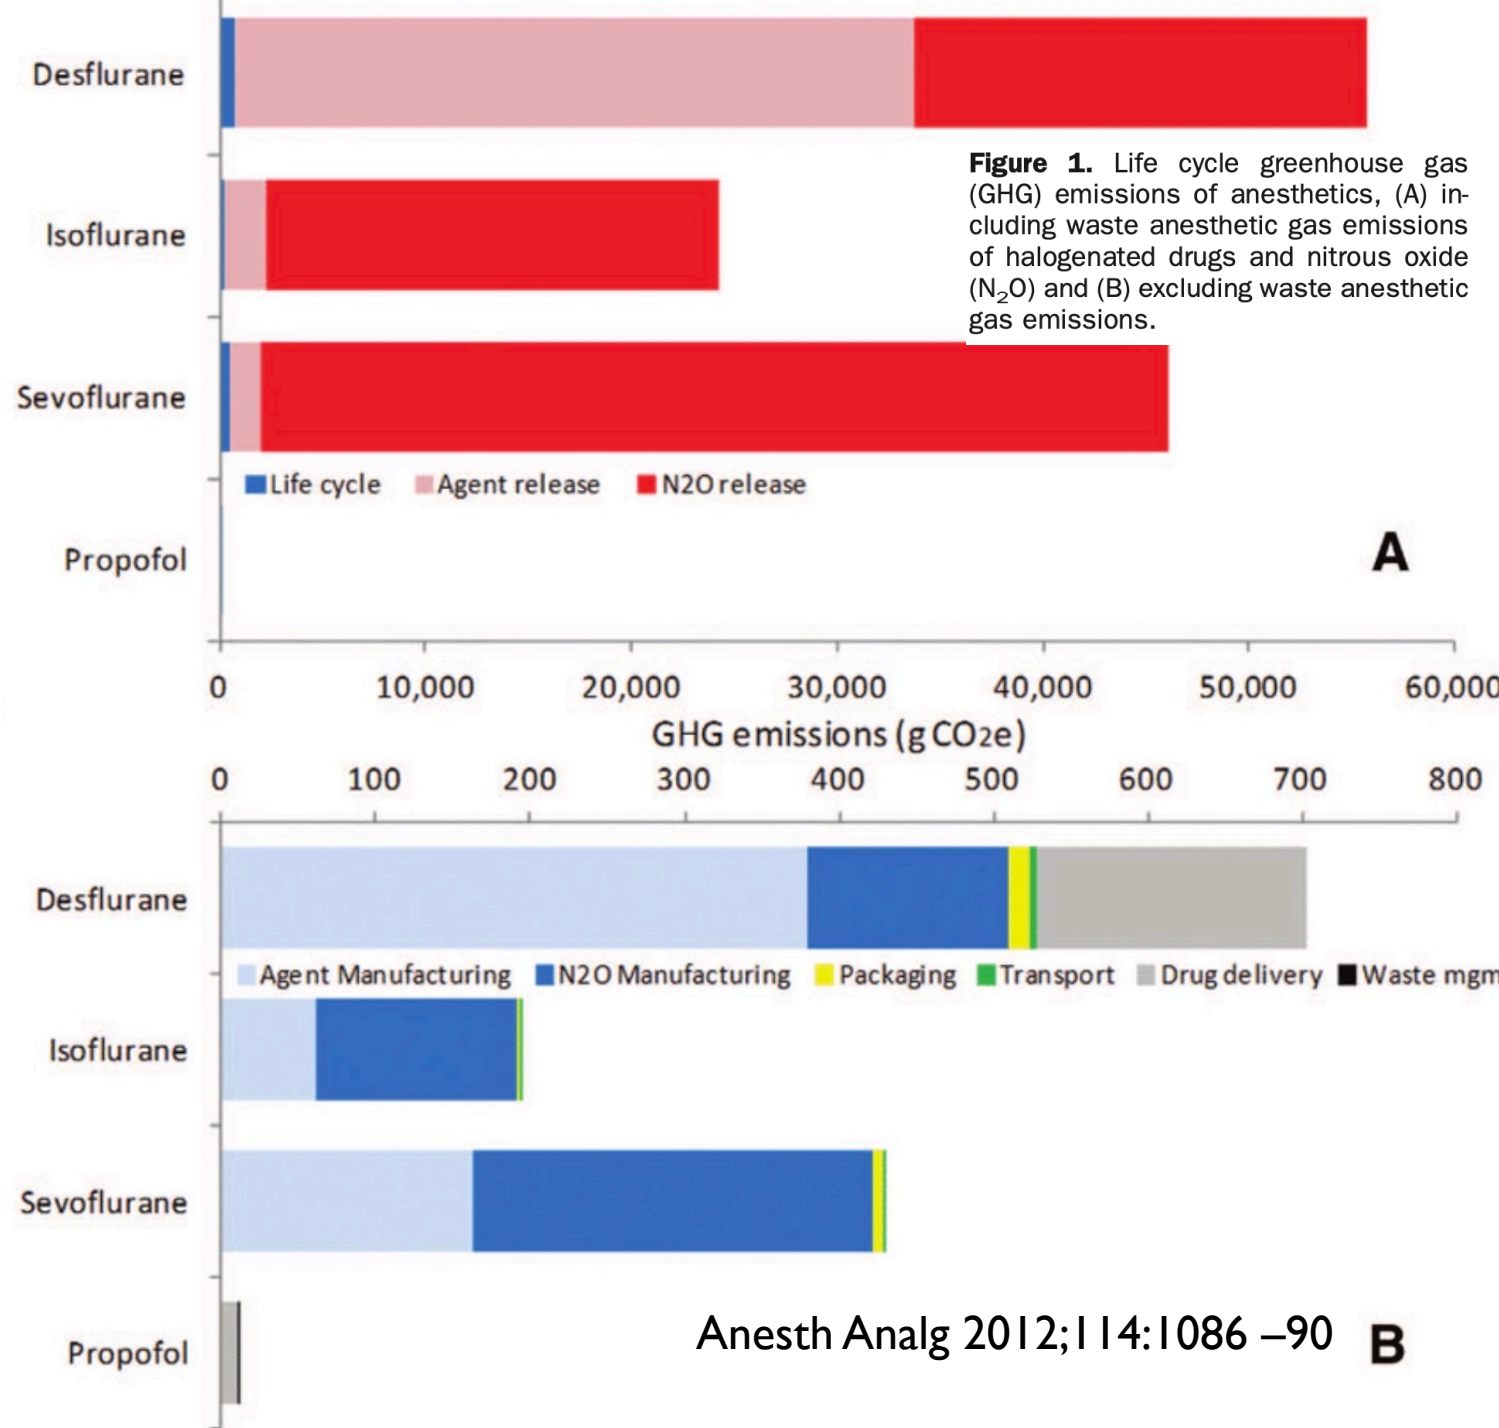 Desflurane
Figure 1. Life cycle greenhouse gas
(GHG) emissions of anesthetics, (A) in-
cluding waste anesthetic gas emissions
of halogenated drugs and nitrous oxide
(N₂O) and (B) excluding waste anesthetic
gas emissions.
Isoflurane
Sevoflurane
Life cycle Agent release N2O release
Propofol
A
0 10,000 20,000 30,000 40,000 50,000 60,000
GHG emissions (g CO2e)
0 100 200 300 400 500 600 700 800
Desflurane
Agent Manufacturing N2O Manufacturing Packaging Transport Drug delivery Waste mgm
Isoflurane
Sevoflurane
Propofol
Anesth Analg 2012;114:1086 –90
B